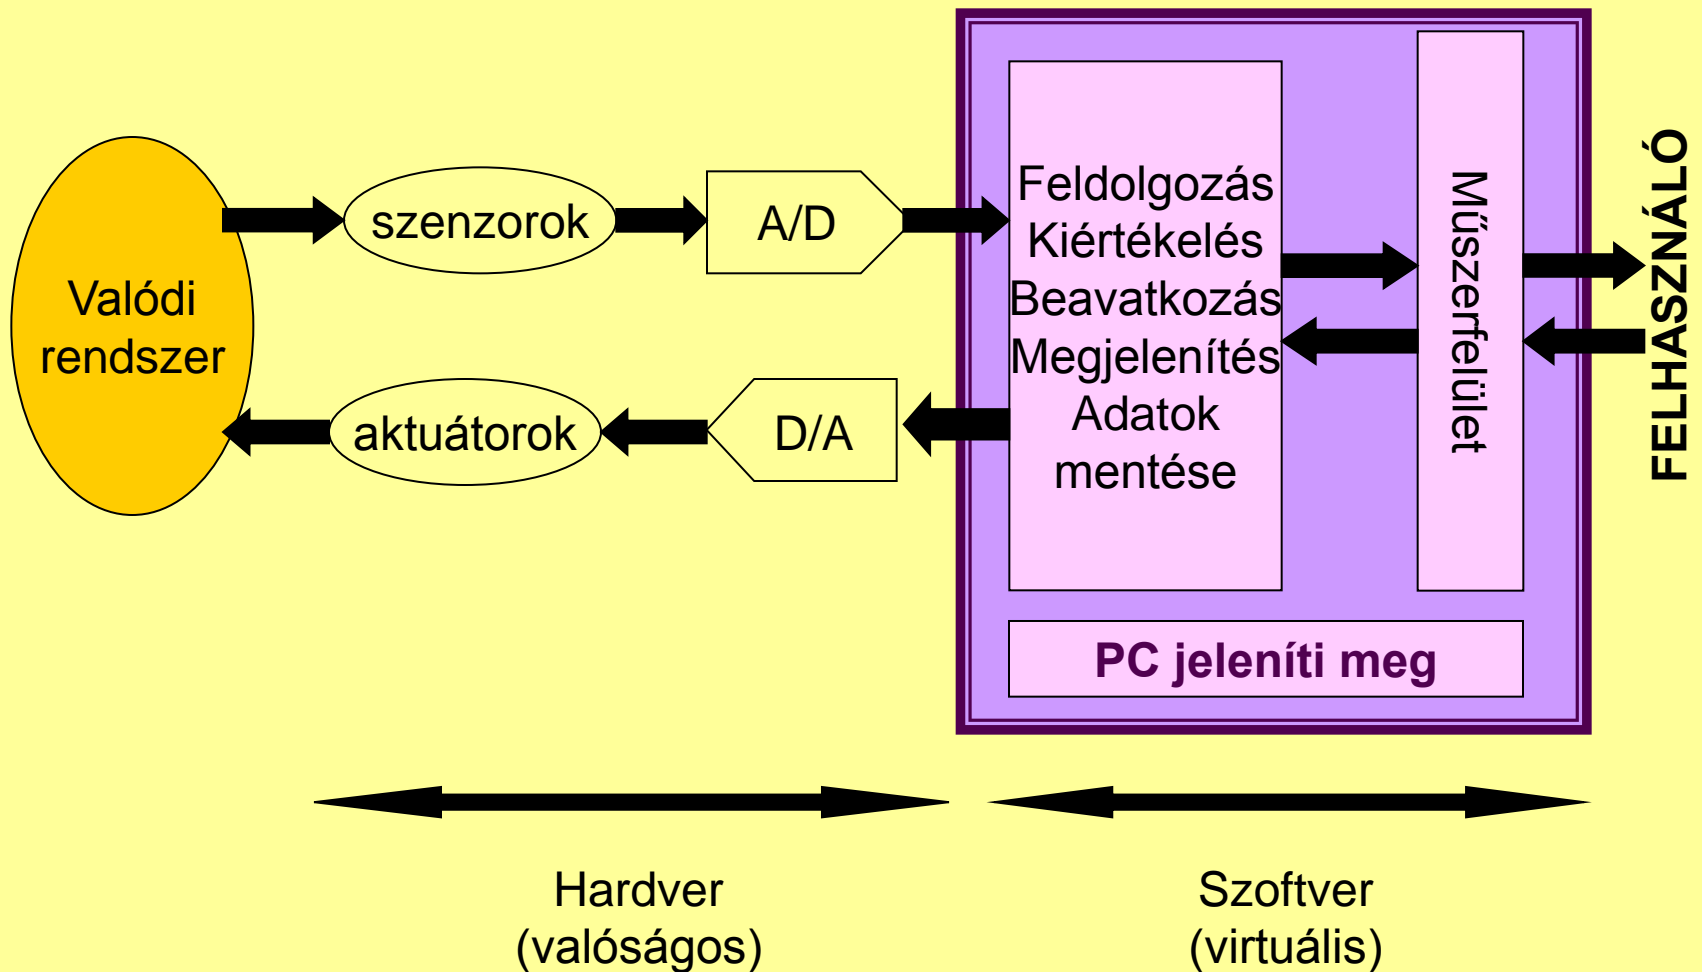 Valódi
rendszer
szenzorok
A/D
aktuátorok
D/A
Feldolgozás
Kiértékelés
Beavatkozás
Megjelenítés
Adatok
mentése
Műszerfelület
FELHASZNÁLÓ
PC jeleníti meg
Hardver
(valóságos)
Szoftver
(virtuális)